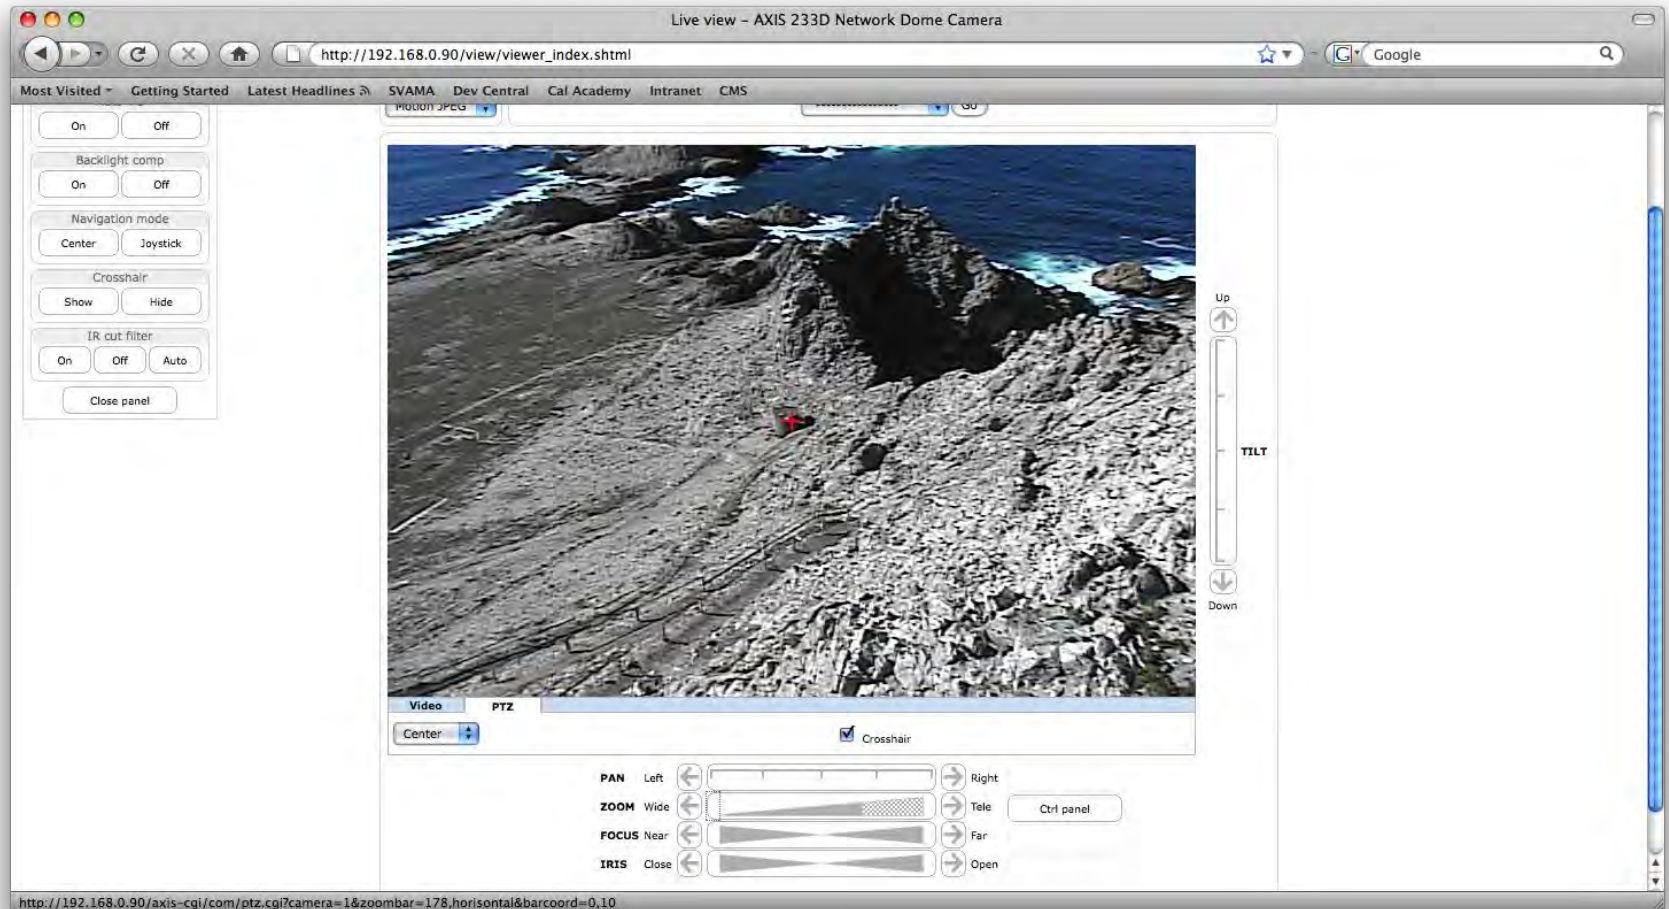 Live view – AXIS 233D Network Dome Camera
http://192.168.0.90/view/viewer_index.shtml
Google
Most Visited Getting Started Latest Headlines SVAMA Dev Central Cal Academy Intranet CMS
Motion JPEG Go
On Off
Backlight comp
On Off
Navigation mode
Center Joystick
Crosshair
Show Hide
IR cut filter
On Off Auto
Close panel
Up
TILT
Down
Video PTZ
Center Crosshair
PAN Left Right
ZOOM Wide Tele Ctrl panel
FOCUS Near Far
IRIS Close Open
http://192.168.0.90/axis-cgi/com/ptz.cgi?camera=1&zoombar=178,horisontal&barcoord=0,10